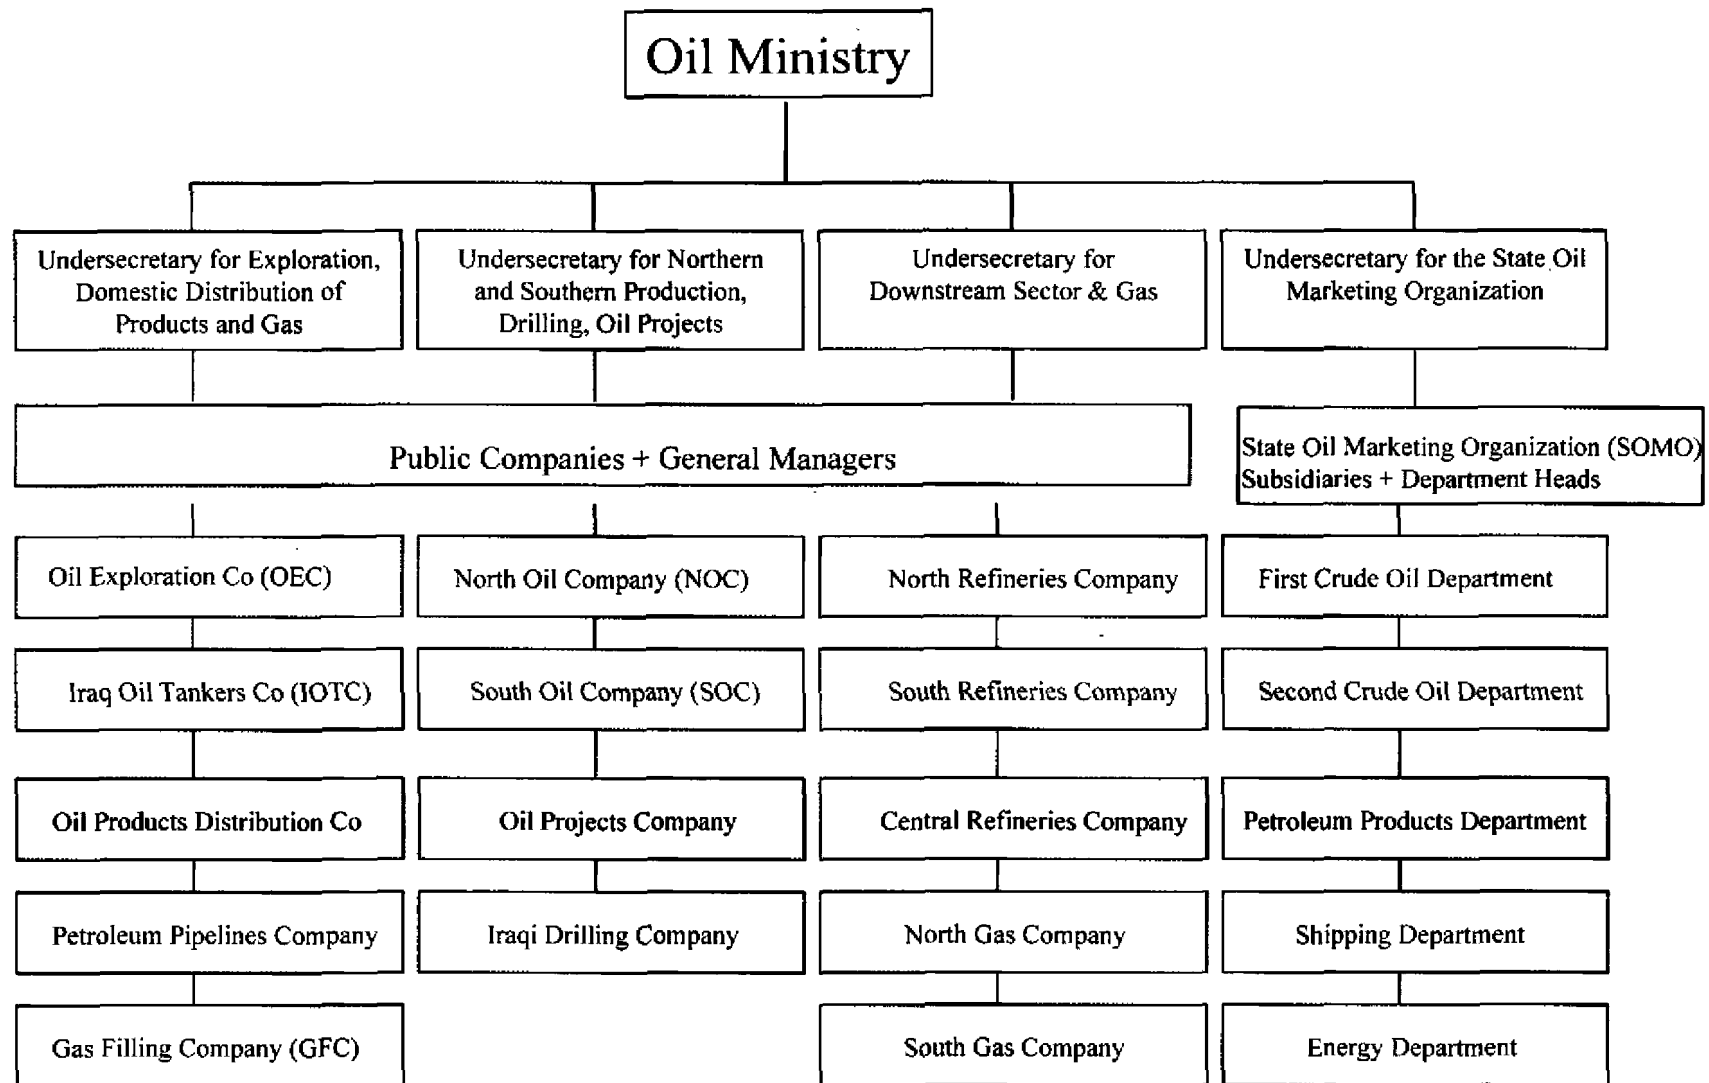 Oil Ministry
Undersecretary for Exploration,
Domestic Distribution of
Products and Gas
Undersecretary for Northern
and Southern Production,
Drilling, Oil Projects
Undersecretary for
Downstream Sector & Gas
Undersecretary for the State Oil
Marketing Organization
Public Companies + General Managers
State Oil Marketing Organization (SOMO)
Subsidiaries + Department Heads
Oil Exploration Co (OEC)
North Oil Company (NOC)
North Refineries Company
First Crude Oil Department
Iraq Oil Tankers Co (IOTC)
South Oil Company (SOC)
South Refineries Company
Second Crude Oil Department
Oil Products Distribution Co
Oil Projects Company
Central Refineries Company
Petroleum Products Department
Petroleum Pipelines Company
Iraqi Drilling Company
North Gas Company
Shipping Department
Gas Filling Company (GFC)
South Gas Company
Energy Department